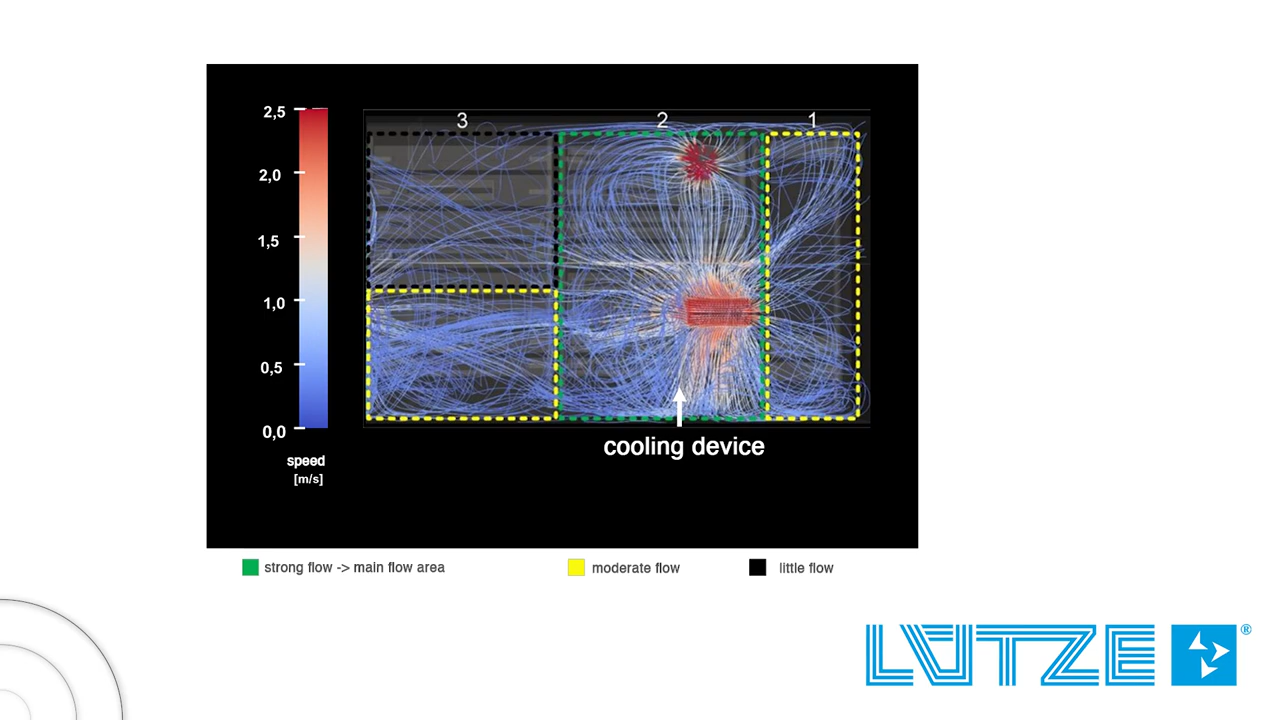 3 2 1
2,5
2,0
1,5
1,0
0,5
0,0
speed
[m/s]
cooling device
strong flow -> main flow area
moderate flow
little flow
LÜTZE ®